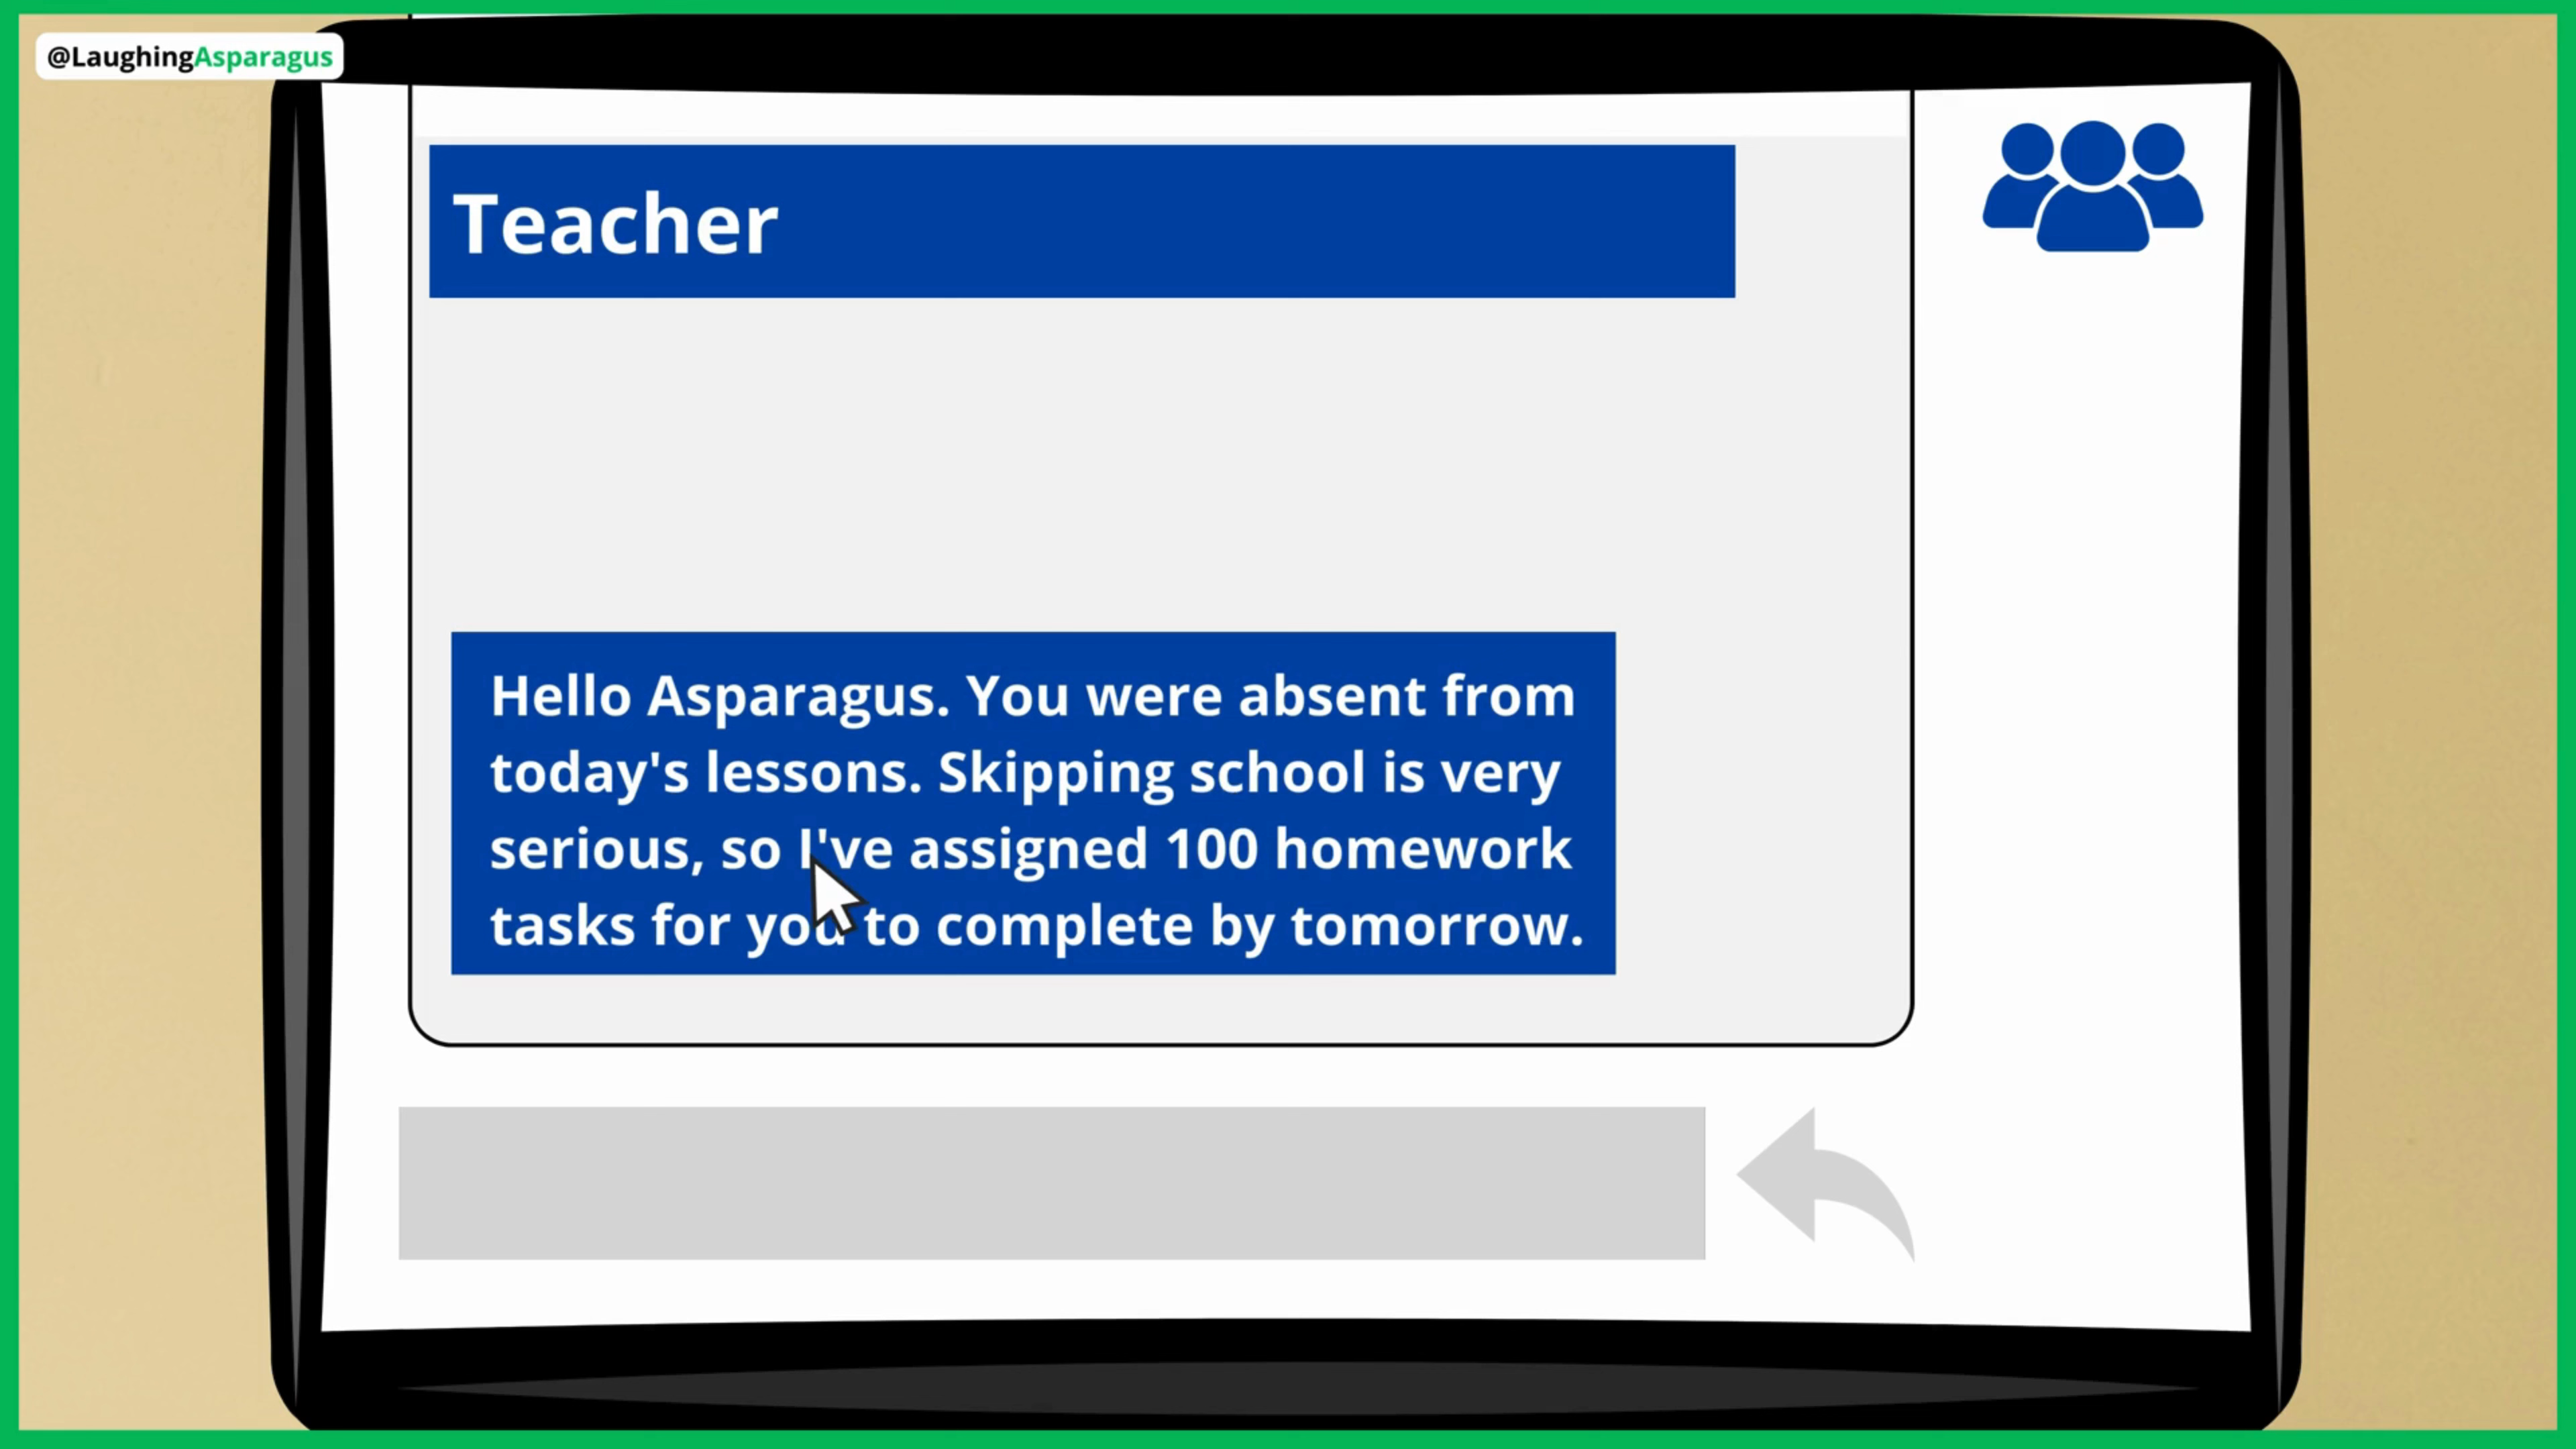 @LaughingAsparagus
Teacher
Hello Asparagus. You were absent from
today's lessons. Skipping school is very
serious, so I've assigned 100 homework
tasks for you to complete by tomorrow.